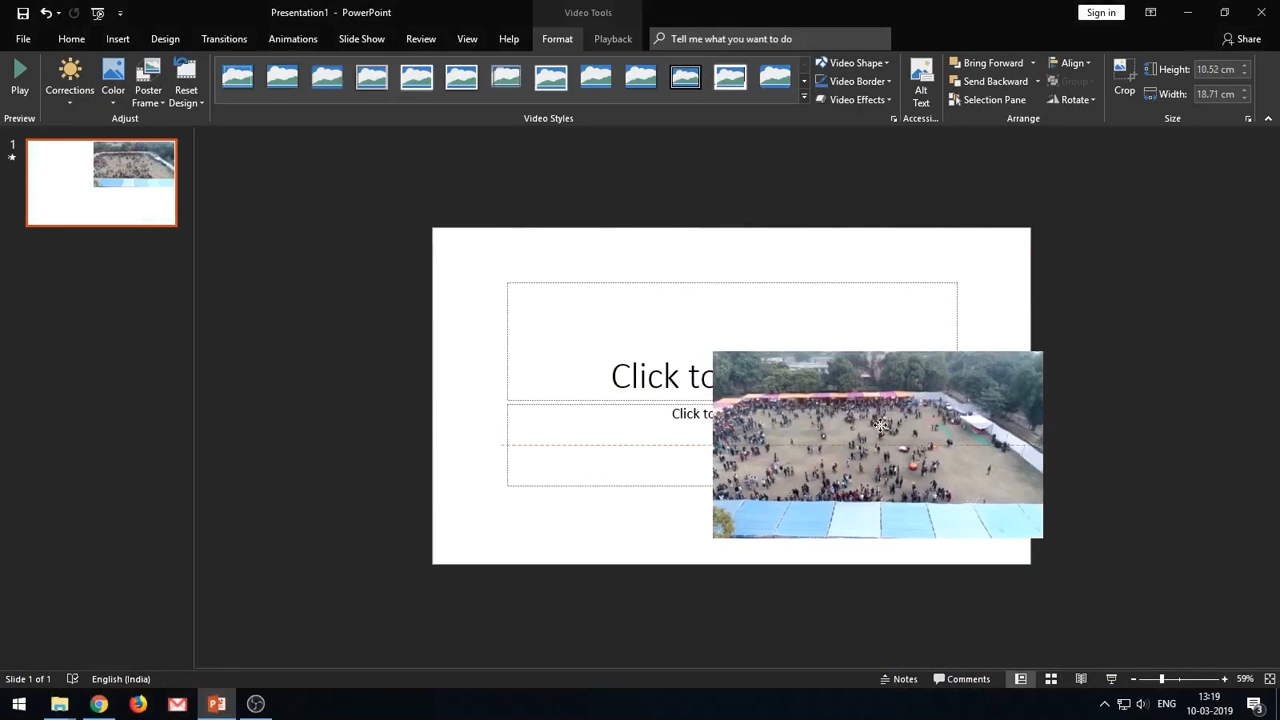 Presentation1 - PowerPoint
Video Tools
Sign in
File
Home
Insert
Design
Transitions
Animations
Slide Show
Review
View
Help
Format
Playback
Tell me what you want to do
Share
Play
Corrections
Color
Poster Frame
Reset Design
Video Shape
Video Border
Video Effects
Alt Text
Bring Forward
Send Backward
Selection Pane
Align
Group
Rotate
Crop
Height: 10.52 cm
Width: 18.71 cm
Preview
Adjust
Video Styles
Accessi...
Arrange
Size
1
Click to
Click to
Slide 1 of 1
English (India)
Notes
Comments
59%
ENG
13:19
10-03-2019